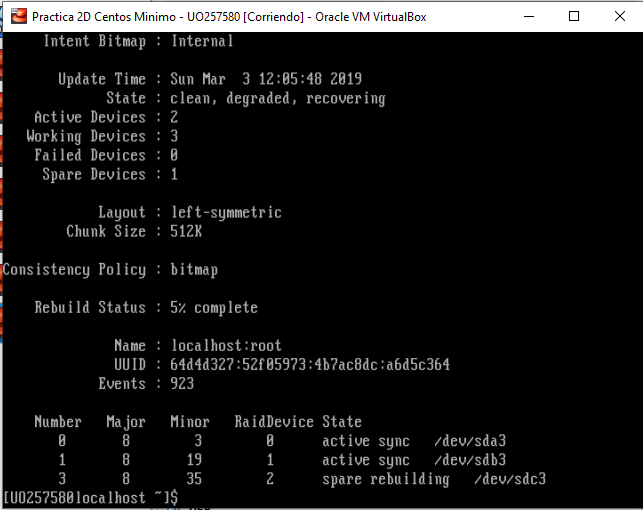 Practica 2D Centos Minimo - UO257580 [Corriendo] - Oracle VM VirtualBox
Intent Bitmap : Internal
Update Time : Sun Mar  3 12:05:48 2019
State : clean, degraded, recovering
Active Devices : 2
Working Devices : 3
Failed Devices : 0
Spare Devices : 1
Layout : left-symmetric
Chunk Size : 512K
Consistency Policy : bitmap
Rebuild Status : 5% complete
Name : localhost:root
UUID : 64d4d327:52f05973:4b7ac8dc:a6d5c364
Events : 923
Number   Major   Minor   RaidDevice State
0       8        3        0      active sync   /dev/sda3
1       8       19        1      active sync   /dev/sdb3
3       8       35        2      spare rebuilding   /dev/sdc3
[UO257580localhost ~]$